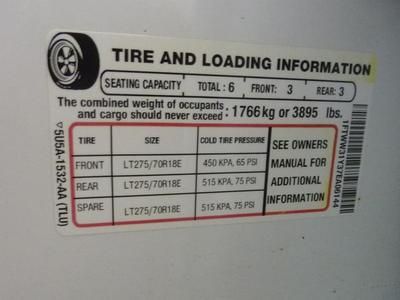 TIRE AND LOADING INFORMATION
SEATING CAPACITY TOTAL : 6 FRONT: 3 REAR: 3
The combined weight of occupants
and cargo should never exceed : 1766 kg or 3895 lbs.
TIRE SIZE COLD TIRE PRESSURE
FRONT LT275/70R18E 450 KPA, 65 PSI
REAR LT275/70R18E 515 KPA, 75 PSI
SPARE LT275/70R18E 515 KPA, 75 PSI
SEE OWNERS
MANUAL FOR
ADDITIONAL
INFORMATION
5U5A-1532-AA (TLU)
1FTWW31Y37EA06144